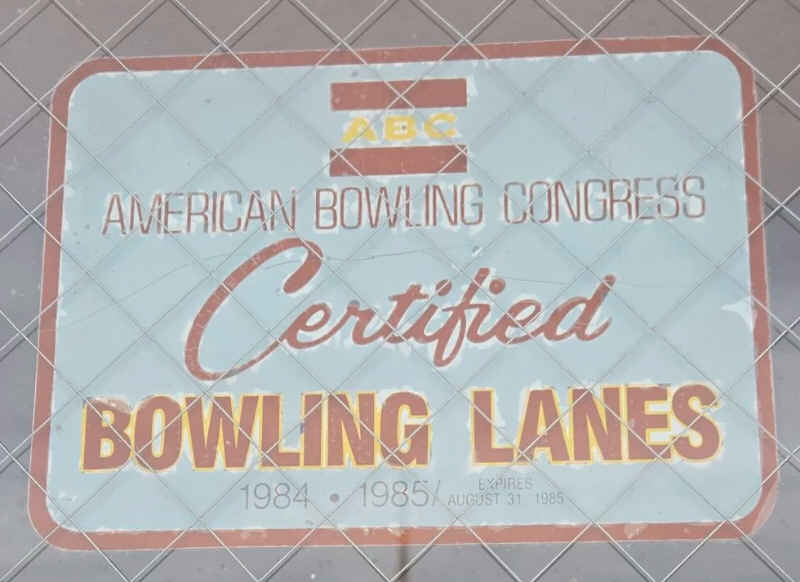 ABC
AMERICAN BOWLING CONGRESS
Certified
BOWLING LANES
1984 • 1985/ EXPIRES
AUGUST 31 1985